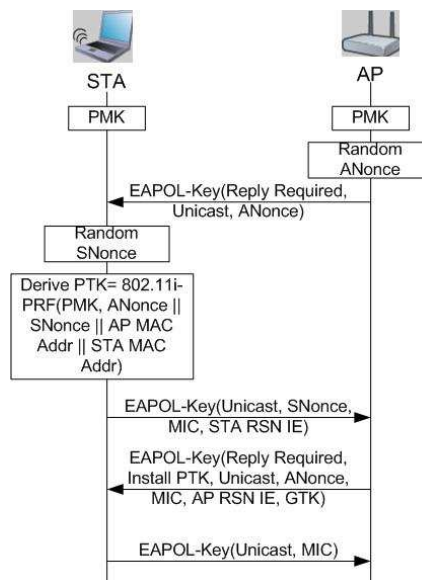 STA
AP
PMK
PMK
Random
ANonce
EAPOL-Key(Reply Required,
Unicast, ANonce)
Random
SNonce
Derive PTK= 802.11i-
PRF(PMK, ANonce ||
SNonce || AP MAC
Addr || STA MAC
Addr)
EAPOL-Key(Unicast, SNonce,
MIC, STA RSN IE)
EAPOL-Key(Reply Required,
Install PTK, Unicast, ANonce,
MIC, AP RSN IE, GTK)
EAPOL-Key(Unicast, MIC)